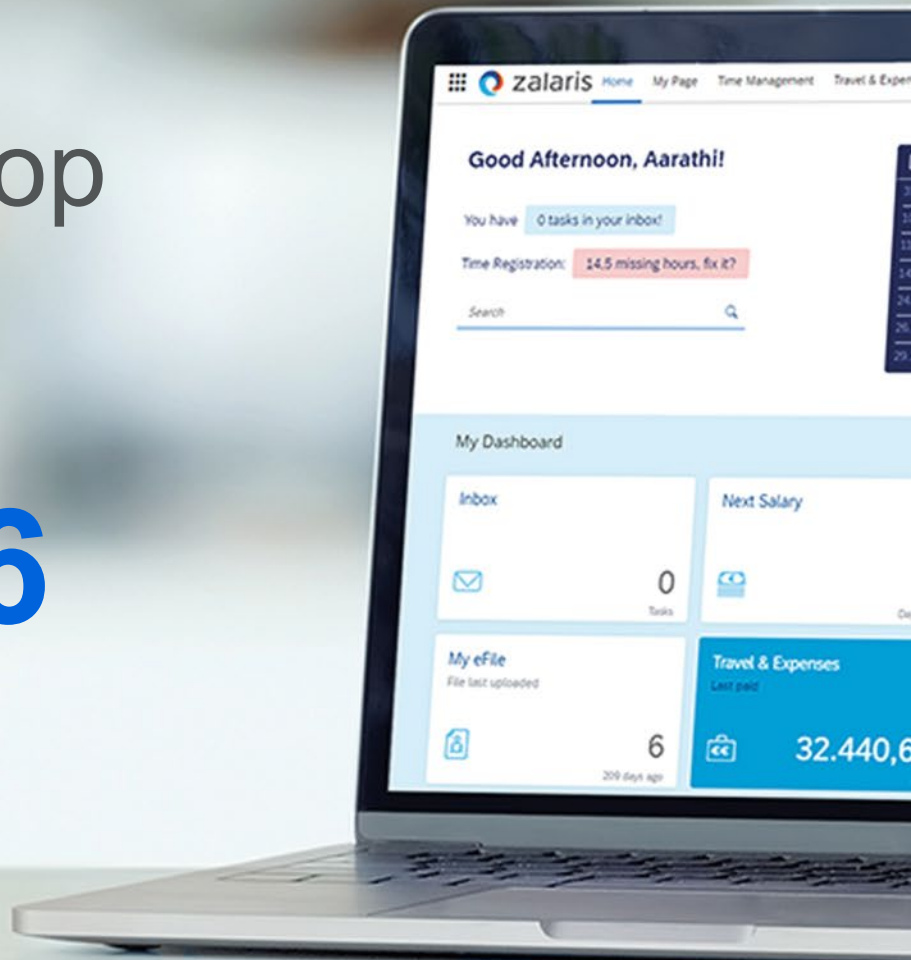 op
6
zalaris Home My Page Time Management Travel & Expen
Good Afternoon, Aarathi!
You have 0 tasks in your inbox!
Time Registration: 14,5 missing hours, fix it?
Search
My Dashboard
Inbox
0
Tasks
Next Salary
My eFile
File last uploaded
6
209 days ago
Travel & Expenses
Last paid
32.440,6